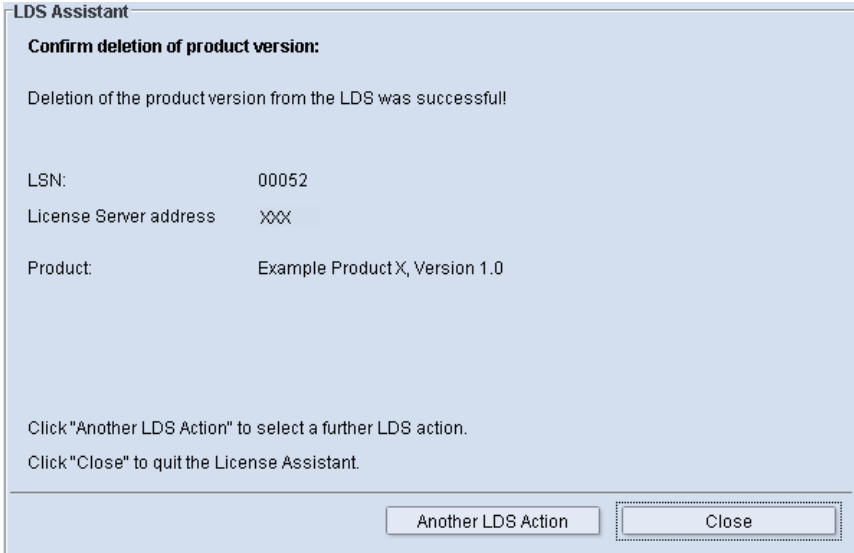 LDS Assistant
Confirm deletion of product version:
Deletion of the product version from the LDS was successful!
LSN: 00052
License Server address XXX
Product: Example Product X, Version 1.0
Click "Another LDS Action" to select a further LDS action.
Click "Close" to quit the License Assistant.
Another LDS Action Close